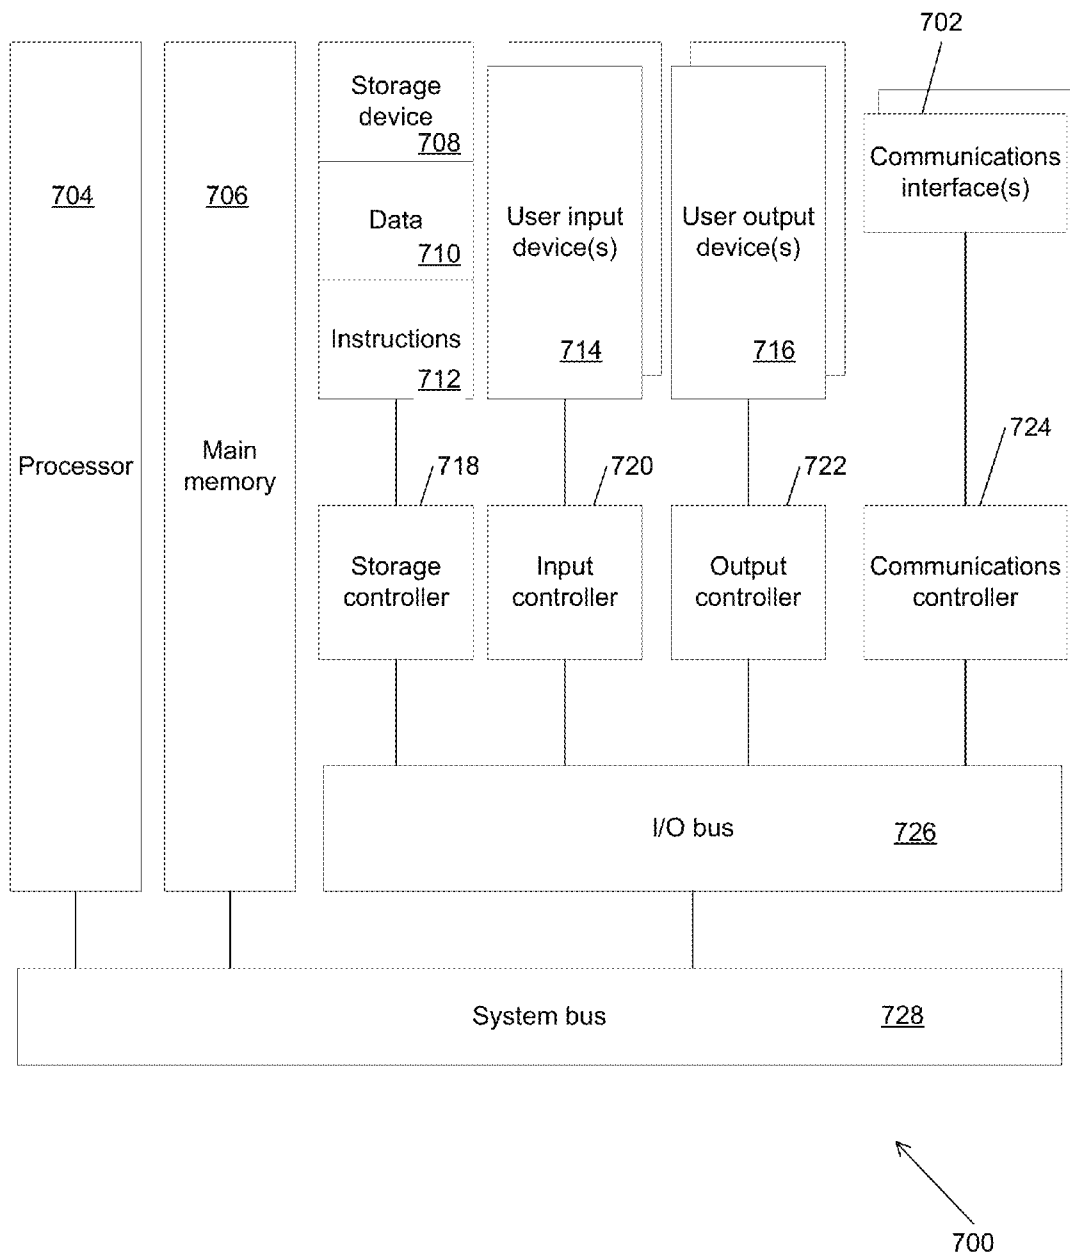 702
Storage
device
708
Communications
interface(s)
704
706
Data
710
User input
device(s)
User output
device(s)
Instructions
712
714
716
Processor
Main
memory
718
720
722
724
Storage
controller
Input
controller
Output
controller
Communications
controller
I/O bus
726
System bus
728
700